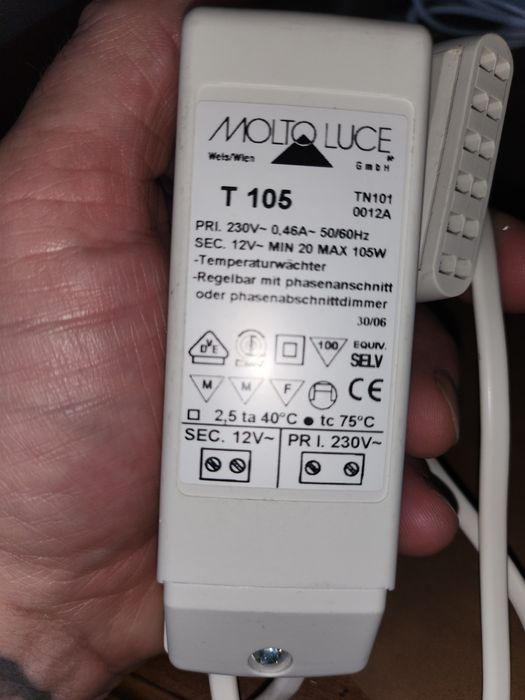 MOLTO LUCE
Wels/Wien GmbH
T 105 TN101
0012A
PRI. 230V~ 0,46A~ 50/60Hz
SEC. 12V~ MIN 20 MAX 105W
-Temperaturwächter
-Regelbar mit phasenanschnitt
oder phasenabschnittdimmer
30/06
DVE 100 EQUIV.
SELV
M M F CE
2,5 ta 40°C ● tc 75°C
SEC. 12V~ PRI. 230V~